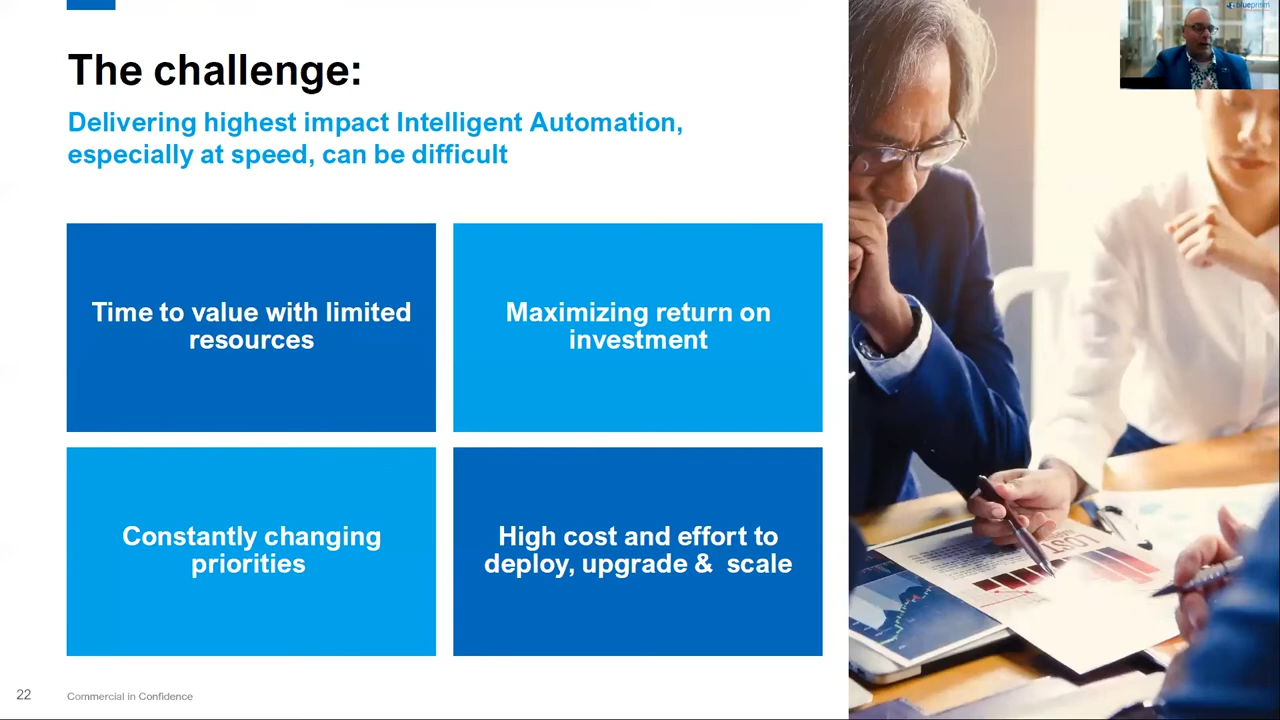 blueprism
The challenge:
Delivering highest impact Intelligent Automation,
especially at speed, can be difficult
Time to value with limited
resources
Maximizing return on
investment
Constantly changing
priorities
High cost and effort to
deploy, upgrade & scale
22
Commercial in Confidence